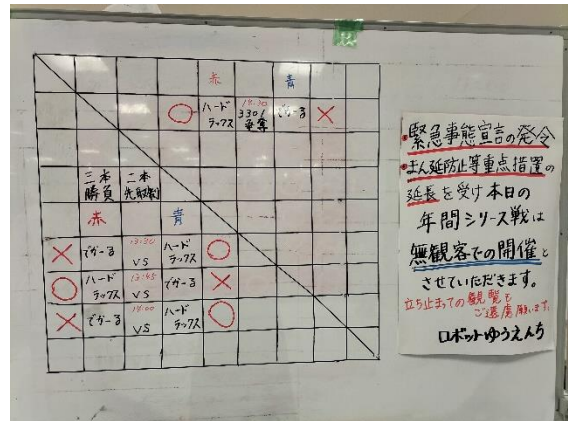 赤 青
○ ハードラックス 14:30 330g争奪 でかーる ×
三本勝負 二本先取制
赤 青
× でかーる 13:30 VS ハードラックス ○
○ ハードラックス 13:45 VS でかーる ×
× でかーる 14:00 VS ハードラックス ○
・緊急事態宣言の発令
・まん延防止等重点措置の
延長を受け本日の
年間シリーズ戦は
無観客での開催と
させていただきます。
立ち止まっての観覧も
ご遠慮願います。
ロボットゆうえんち